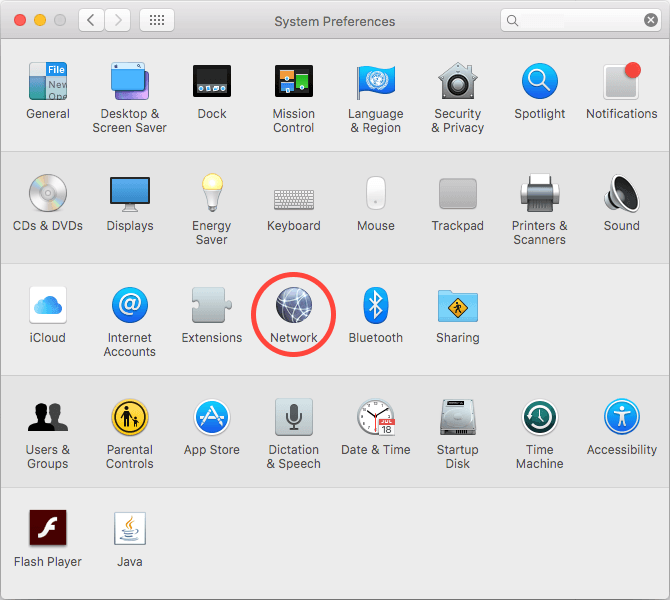 System Preferences
File
New
Ope
General
Desktop &
Screen Saver
Dock
Mission
Control
Language
& Region
Security
& Privacy
Spotlight
Notifications
CDs & DVDs
Displays
Energy
Saver
Keyboard
Mouse
Trackpad
Printers &
Scanners
Sound
iCloud
@
Internet
Accounts
Extensions
Network
Bluetooth
Sharing
Users &
Groups
Parental
Controls
App Store
Dictation
& Speech
JUL
18
Date & Time
Startup
Disk
Time
Machine
Accessibility
Flash Player
Java